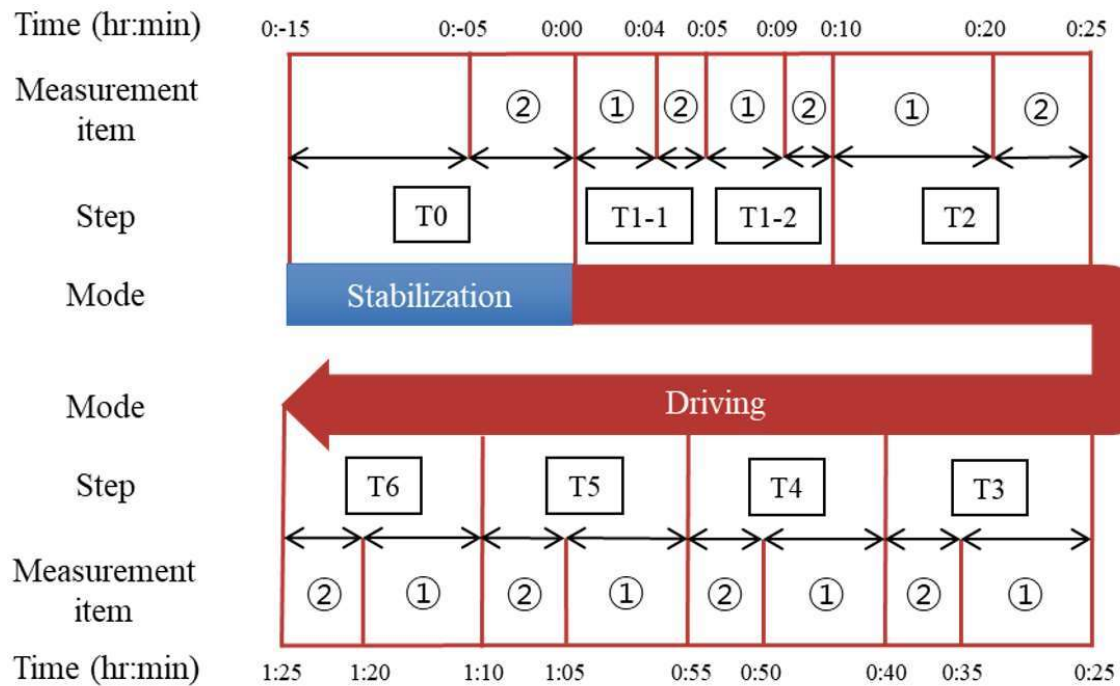 Time (hr:min) 0:-15 0:-05 0:00 0:04 0:05 0:09 0:10 0:20 0:25
Measurement
item
② ① ② ① ② ① ②
Step T0 T1-1 T1-2 T2
Mode Stabilization
Mode Driving
Step T6 T5 T4 T3
Measurement
item
② ① ② ① ② ① ② ①
Time (hr:min) 1:25 1:20 1:10 1:05 0:55 0:50 0:40 0:35 0:25